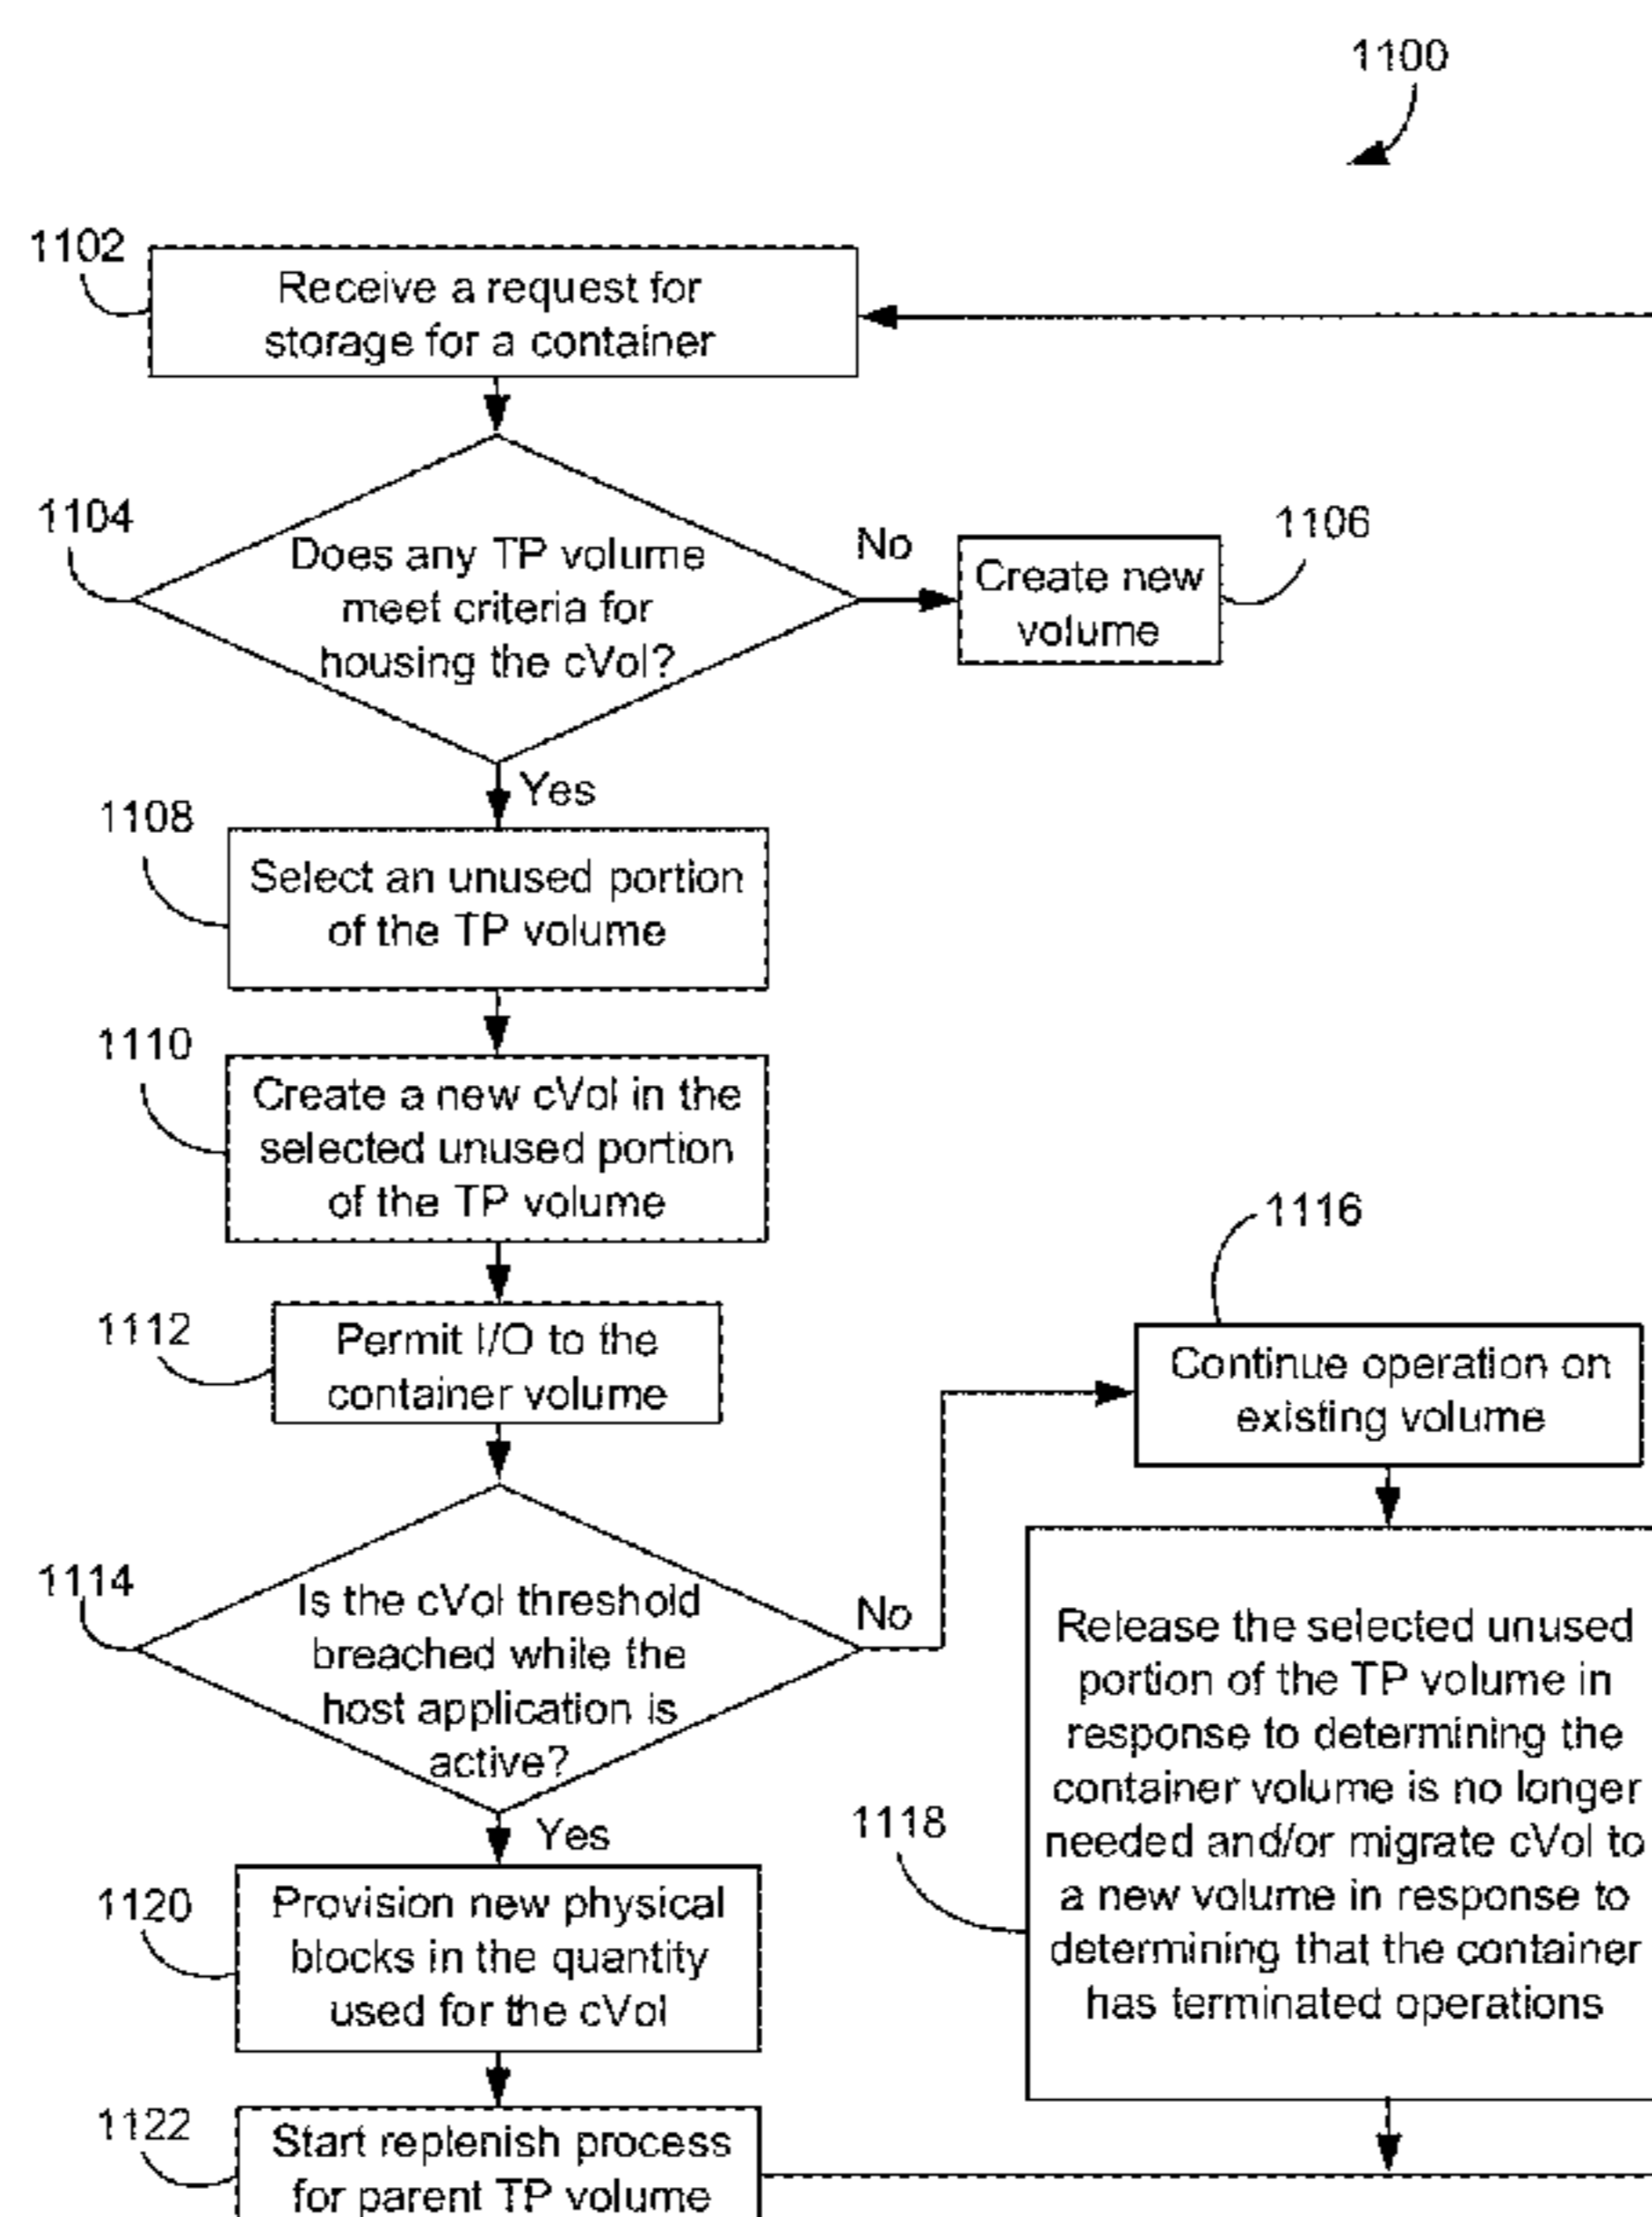 1100
1102
Receive a request for
storage for a container
1104
Does any TP volume
meet criteria for
housing the cVol?
No
1106
Create new
volume
Yes
1108
Select an unused portion
of the TP volume
1110
Create a new cVol in the
selected unused portion
of the TP volume
1112
Permit I/O to the
container volume
1114
Is the cVol threshold
breached while the
host application is
active?
No
1116
Continue operation on
existing volume
1118
Release the selected unused
portion of the TP volume in
response to determining the
container volume is no longer
needed and/or migrate cVol to
a new volume in response to
determining that the container
has terminated operations
Yes
1120
Provision new physical
blocks in the quantity
used for the cVol
1122
Start replenish process
for parent TP volume